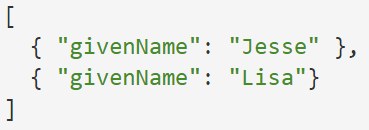 [
  { "givenName": "Jesse" },
  { "givenName": "Lisa"}
]